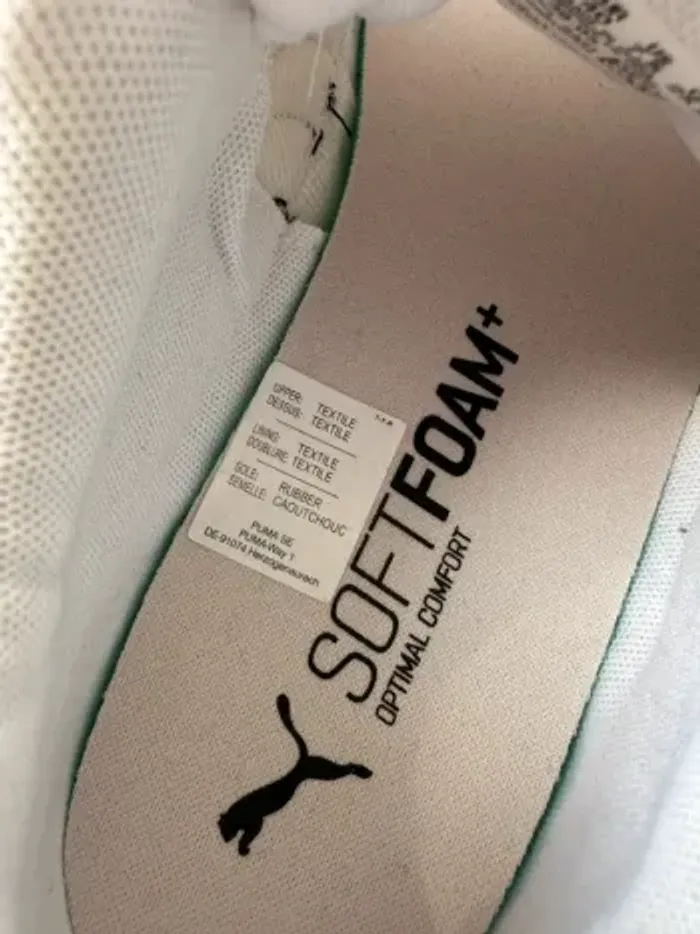 UPPER: TEXTILE
DESSUS: TEXTILE
LINING: TEXTILE
DOUBLURE: TEXTILE
SOLE: RUBBER
SEMELLE: CAOUTCHOUC
PUMA SE
PUMA-Way 1
DE-91074 Herzogenaurach
SOFTFOAM+
OPTIMAL COMFORT